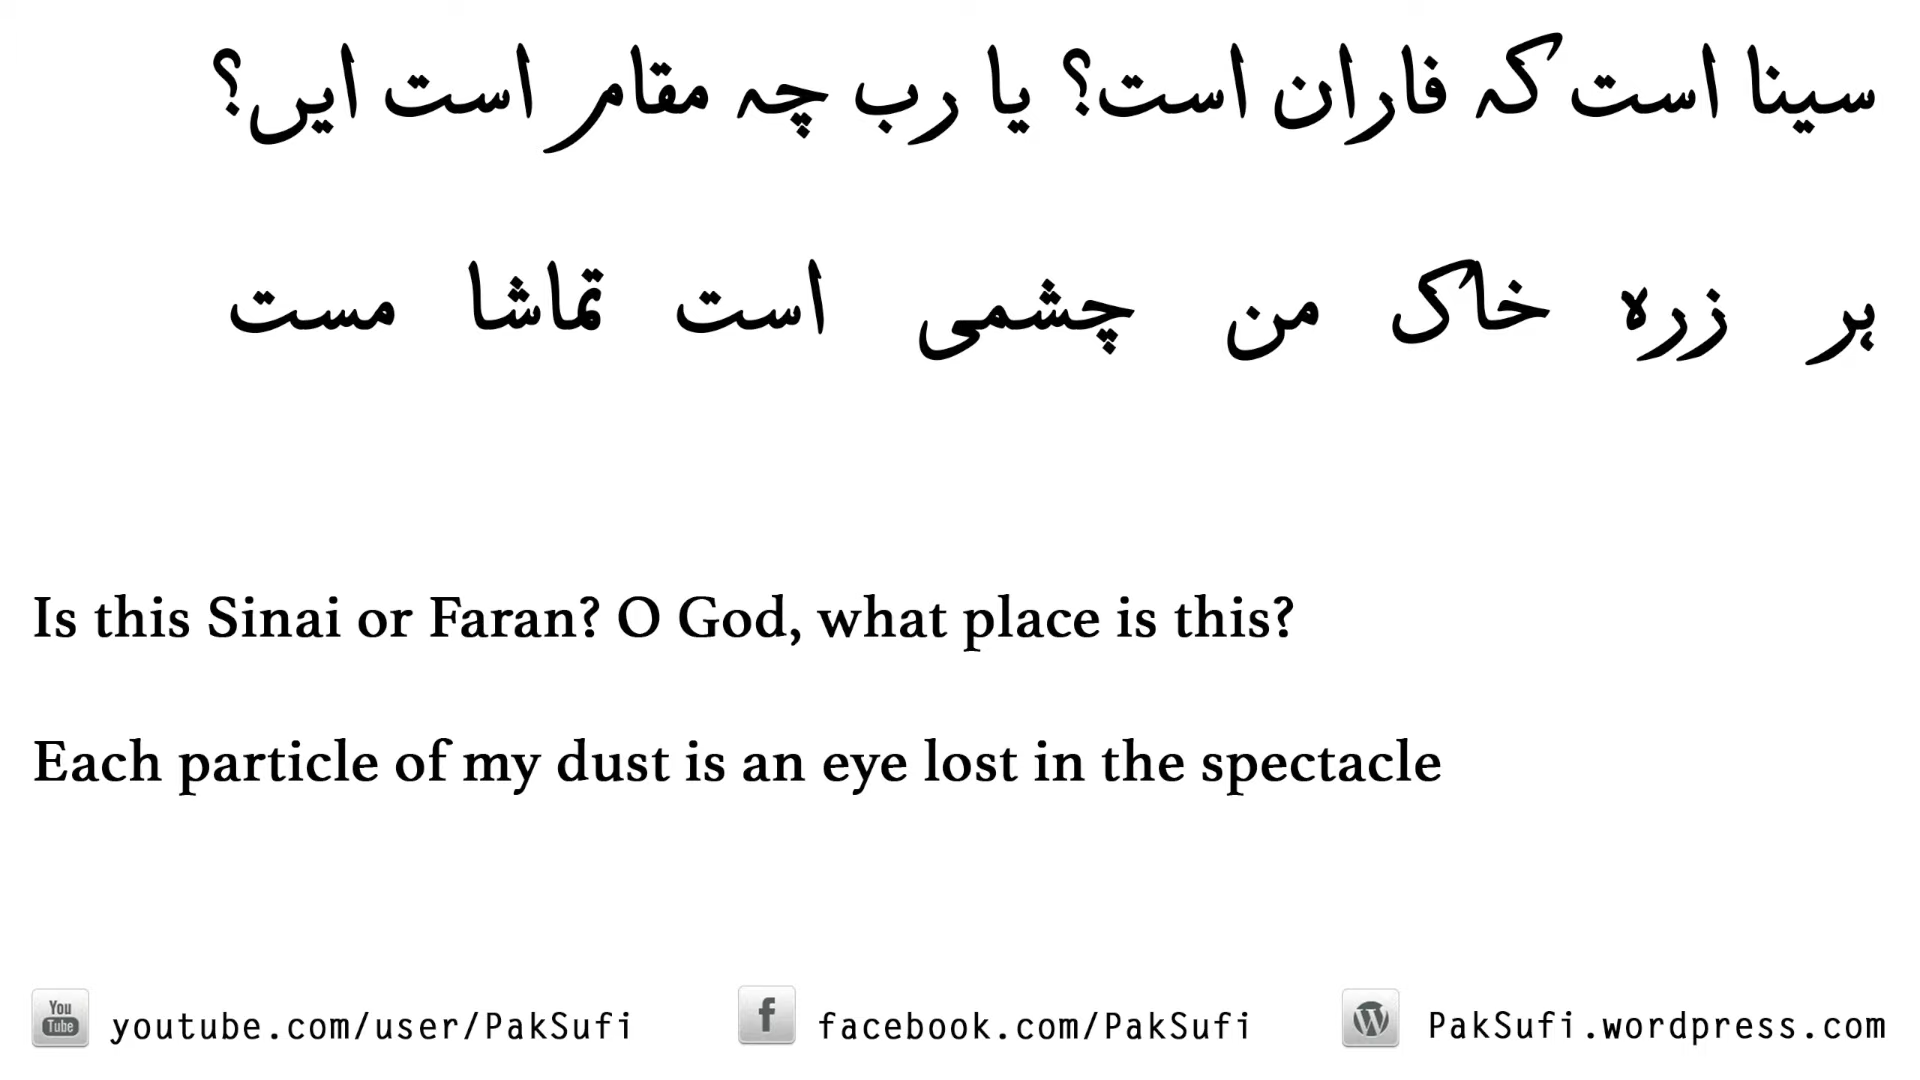 سینا است کہ فاران است؟ یا رب چہ مقام است ایں؟
ہر زرہ خاک من چشمی است تماشا مست
Is this Sinai or Faran? O God, what place is this?
Each particle of my dust is an eye lost in the spectacle
You Tube youtube.com/user/PakSufi f facebook.com/PakSufi W PakSufi.wordpress.com